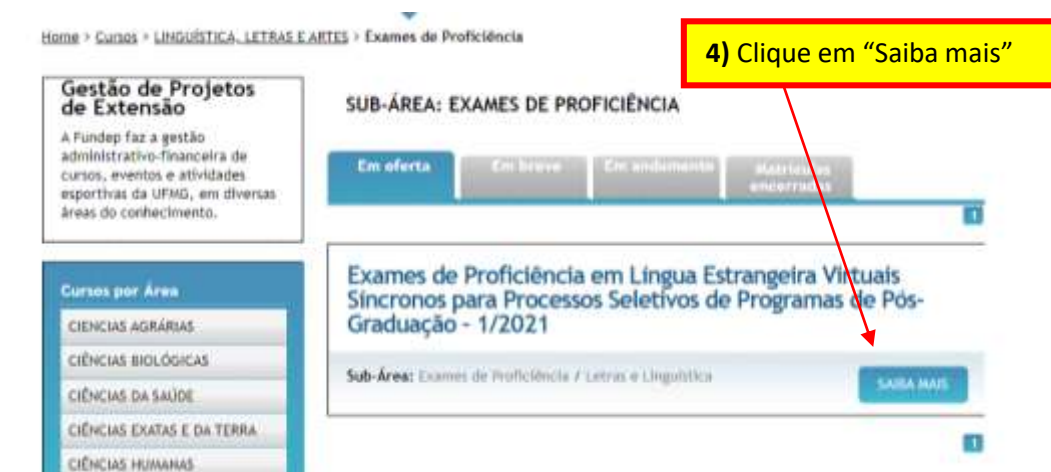 Home > Cursos > LINGUÍSTICA, LETRAS E ARTES > Exames de Proficiência
4) Clique em “Saiba mais”
Gestão de Projetos
de Extensão
A Fundep faz a gestão
administrativo-financeira de
cursos, eventos e atividades
esportivas da UFMG, em diversas
áreas do conhecimento.
SUB-ÁREA: EXAMES DE PROFICIÊNCIA
Em oferta
Em breve
Em andamento
Matrículas
encerradas
1
Exames de Proficiência em Língua Estrangeira Virtuais
Síncronos para Processos Seletivos de Programas de Pós-
Graduação - 1/2021
Sub-Área: Exames de Proficiência / Letras e Linguística
SAIBA MAIS
1
Cursos por Área
CIENCIAS AGRÁRIAS
CIÊNCIAS BIOLÓGICAS
CIÊNCIAS DA SAÚDE
CIÊNCIAS EXATAS E DA TERRA
CIÊNCIAS HUMANAS